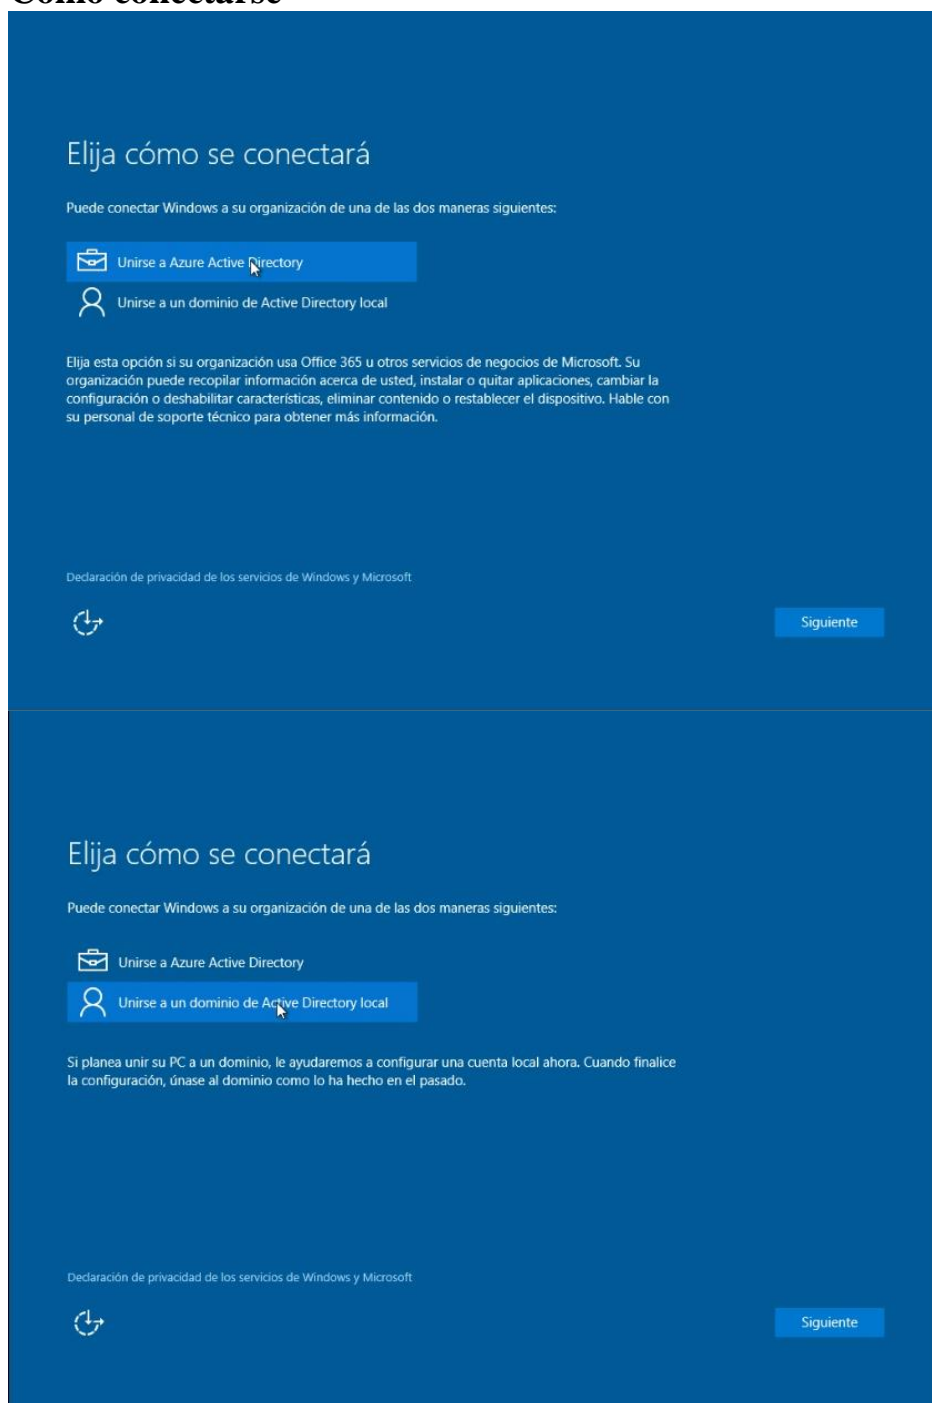 Cómo conectarse
Elija cómo se conectará
Puede conectar Windows a su organización de una de las dos maneras siguientes:
Unirse a Azure Active Directory
Unirse a un dominio de Active Directory local
Elija esta opción si su organización usa Office 365 u otros servicios de negocios de Microsoft. Su
organización puede recopilar información acerca de usted, instalar o quitar aplicaciones, cambiar la
configuración o deshabilitar características, eliminar contenido o restablecer el dispositivo. Hable con
su personal de soporte técnico para obtener más información.
Declaración de privacidad de los servicios de Windows y Microsoft
Siguiente
Elija cómo se conectará
Puede conectar Windows a su organización de una de las dos maneras siguientes:
Unirse a Azure Active Directory
Unirse a un dominio de Active Directory local
Si planea unir su PC a un dominio, le ayudaremos a configurar una cuenta local ahora. Cuando finalice
la configuración, únase al dominio como lo ha hecho en el pasado.
Declaración de privacidad de los servicios de Windows y Microsoft
Siguiente